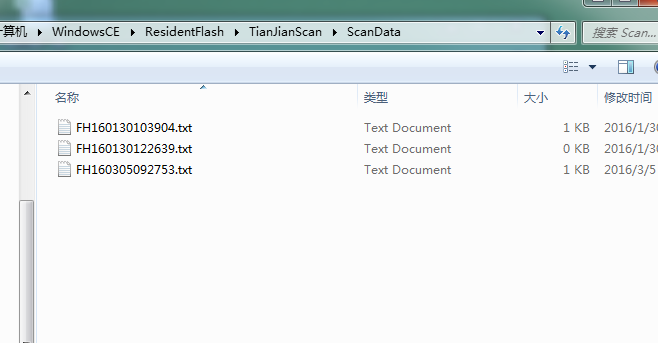 计算机 WindowsCE ResidentFlash TianJianScan ScanData 搜索 Scan...
名称 类型 大小 修改时间
FH160130103904.txt Text Document 1 KB 2016/1/30
FH160130122639.txt Text Document 0 KB 2016/1/30
FH160305092753.txt Text Document 1 KB 2016/3/5